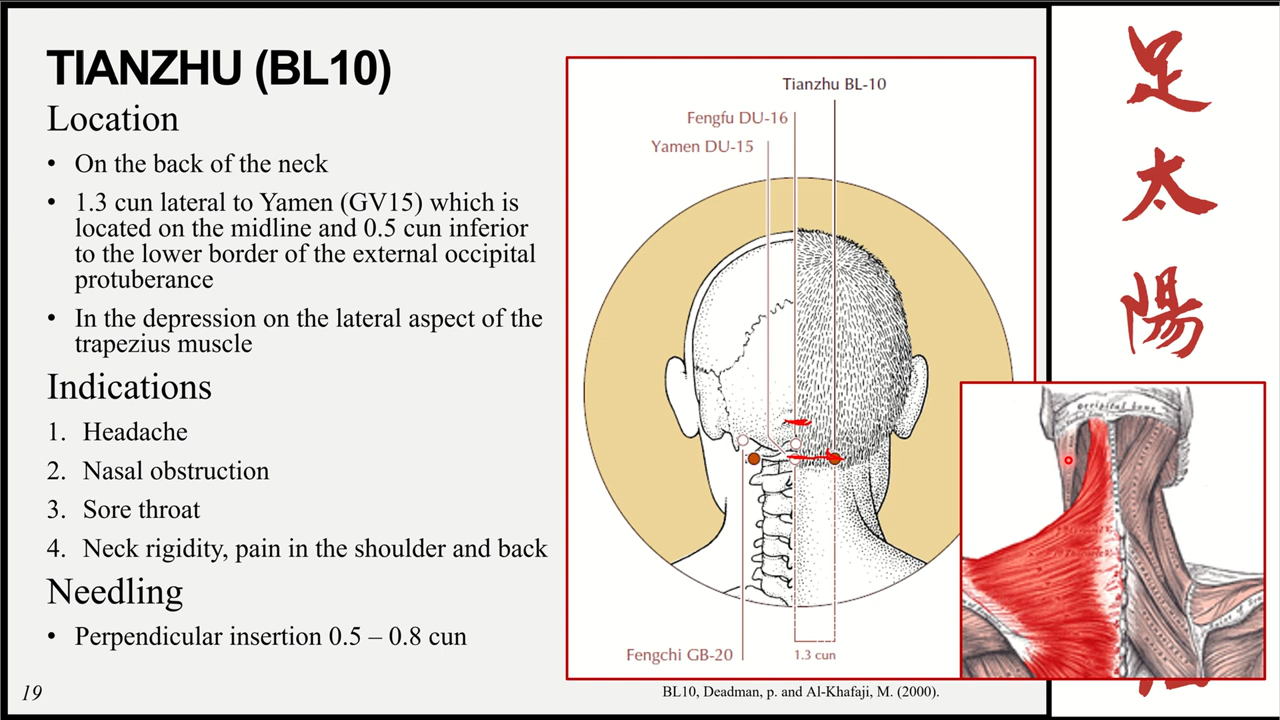 TIANZHU (BL10)
Location
• On the back of the neck
• 1.3 cun lateral to Yamen (GV15) which is
located on the midline and 0.5 cun inferior
to the lower border of the external occipital
protuberance
• In the depression on the lateral aspect of the
trapezius muscle
Indications
1. Headache
2. Nasal obstruction
3. Sore throat
4. Neck rigidity, pain in the shoulder and back
Needling
• Perpendicular insertion 0.5 – 0.8 cun
19
Tianzhu BL-10
Fengfu DU-16
Yamen DU-15
Fengchi GB-20
1.3 cun
BL10, Deadman, p. and Al-Khafaji, M. (2000).
Occipital bone
足
太
陽